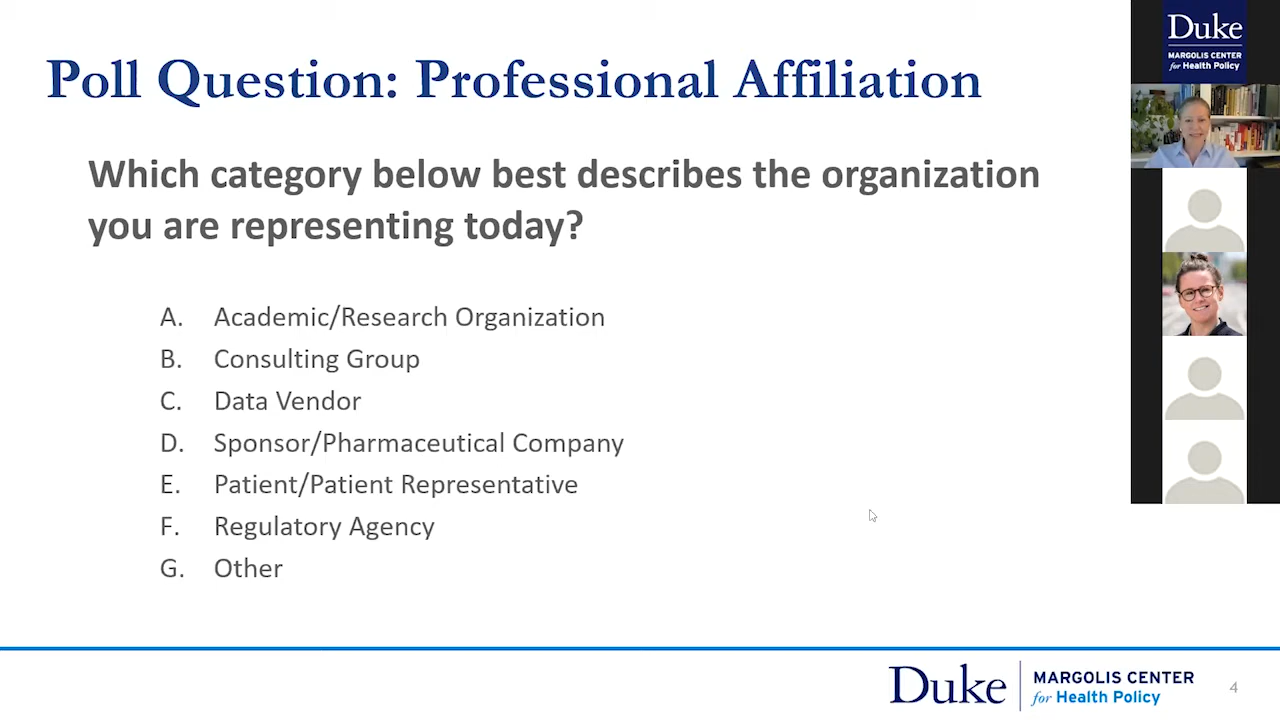 Poll Question: Professional Affiliation
Which category below best describes the organization
you are representing today?
A. Academic/Research Organization
B. Consulting Group
C. Data Vendor
D. Sponsor/Pharmaceutical Company
E. Patient/Patient Representative
F. Regulatory Agency
G. Other
Duke
MARGOLIS CENTER
for Health Policy
Duke
MARGOLIS CENTER
for Health Policy
4